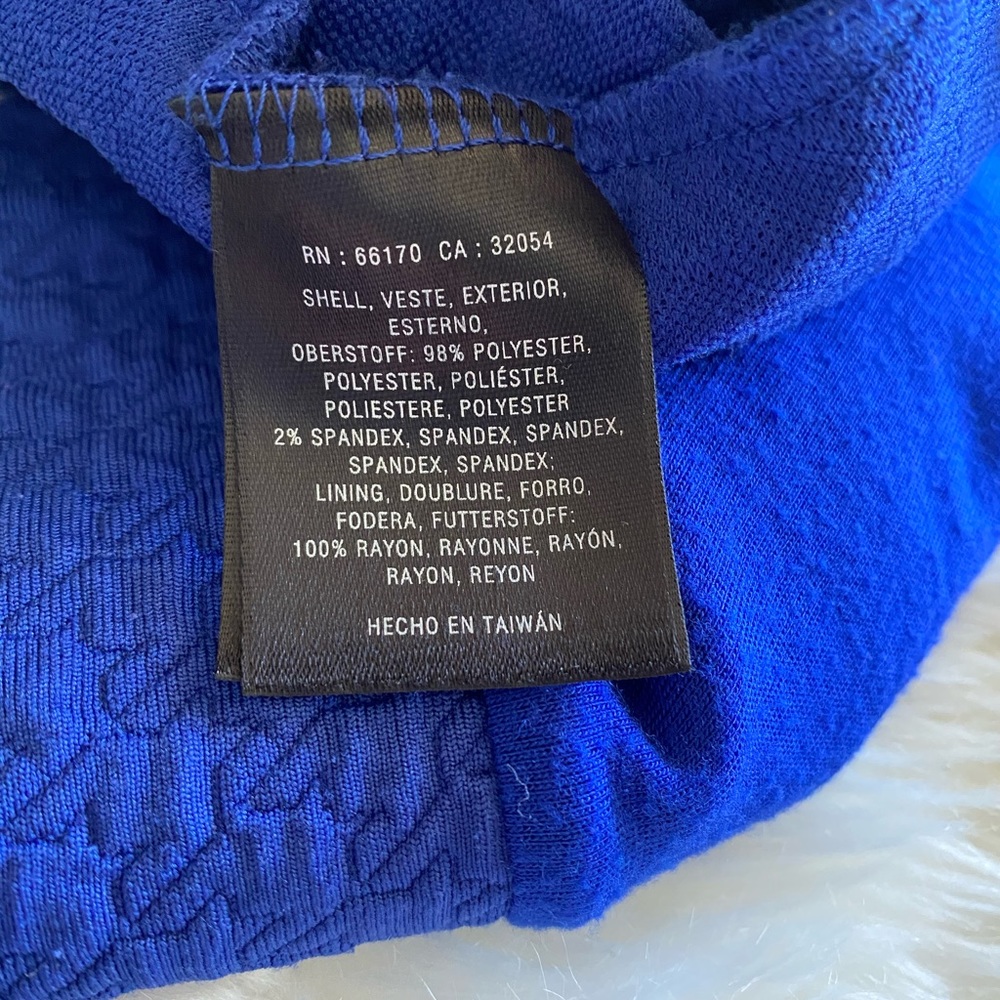 RN : 66170 CA : 32054
SHELL, VESTE, EXTERIOR,
ESTERNO,
OBERSTOFF: 98% POLYESTER,
POLYESTER, POLIÉSTER,
POLIESTERE, POLYESTER
2% SPANDEX, SPANDEX, SPANDEX,
SPANDEX, SPANDEX;
LINING, DOUBLURE, FORRO,
FODERA, FUTTERSTOFF:
100% RAYON, RAYONNE, RAYÓN,
RAYON, REYON
HECHO EN TAIWÁN